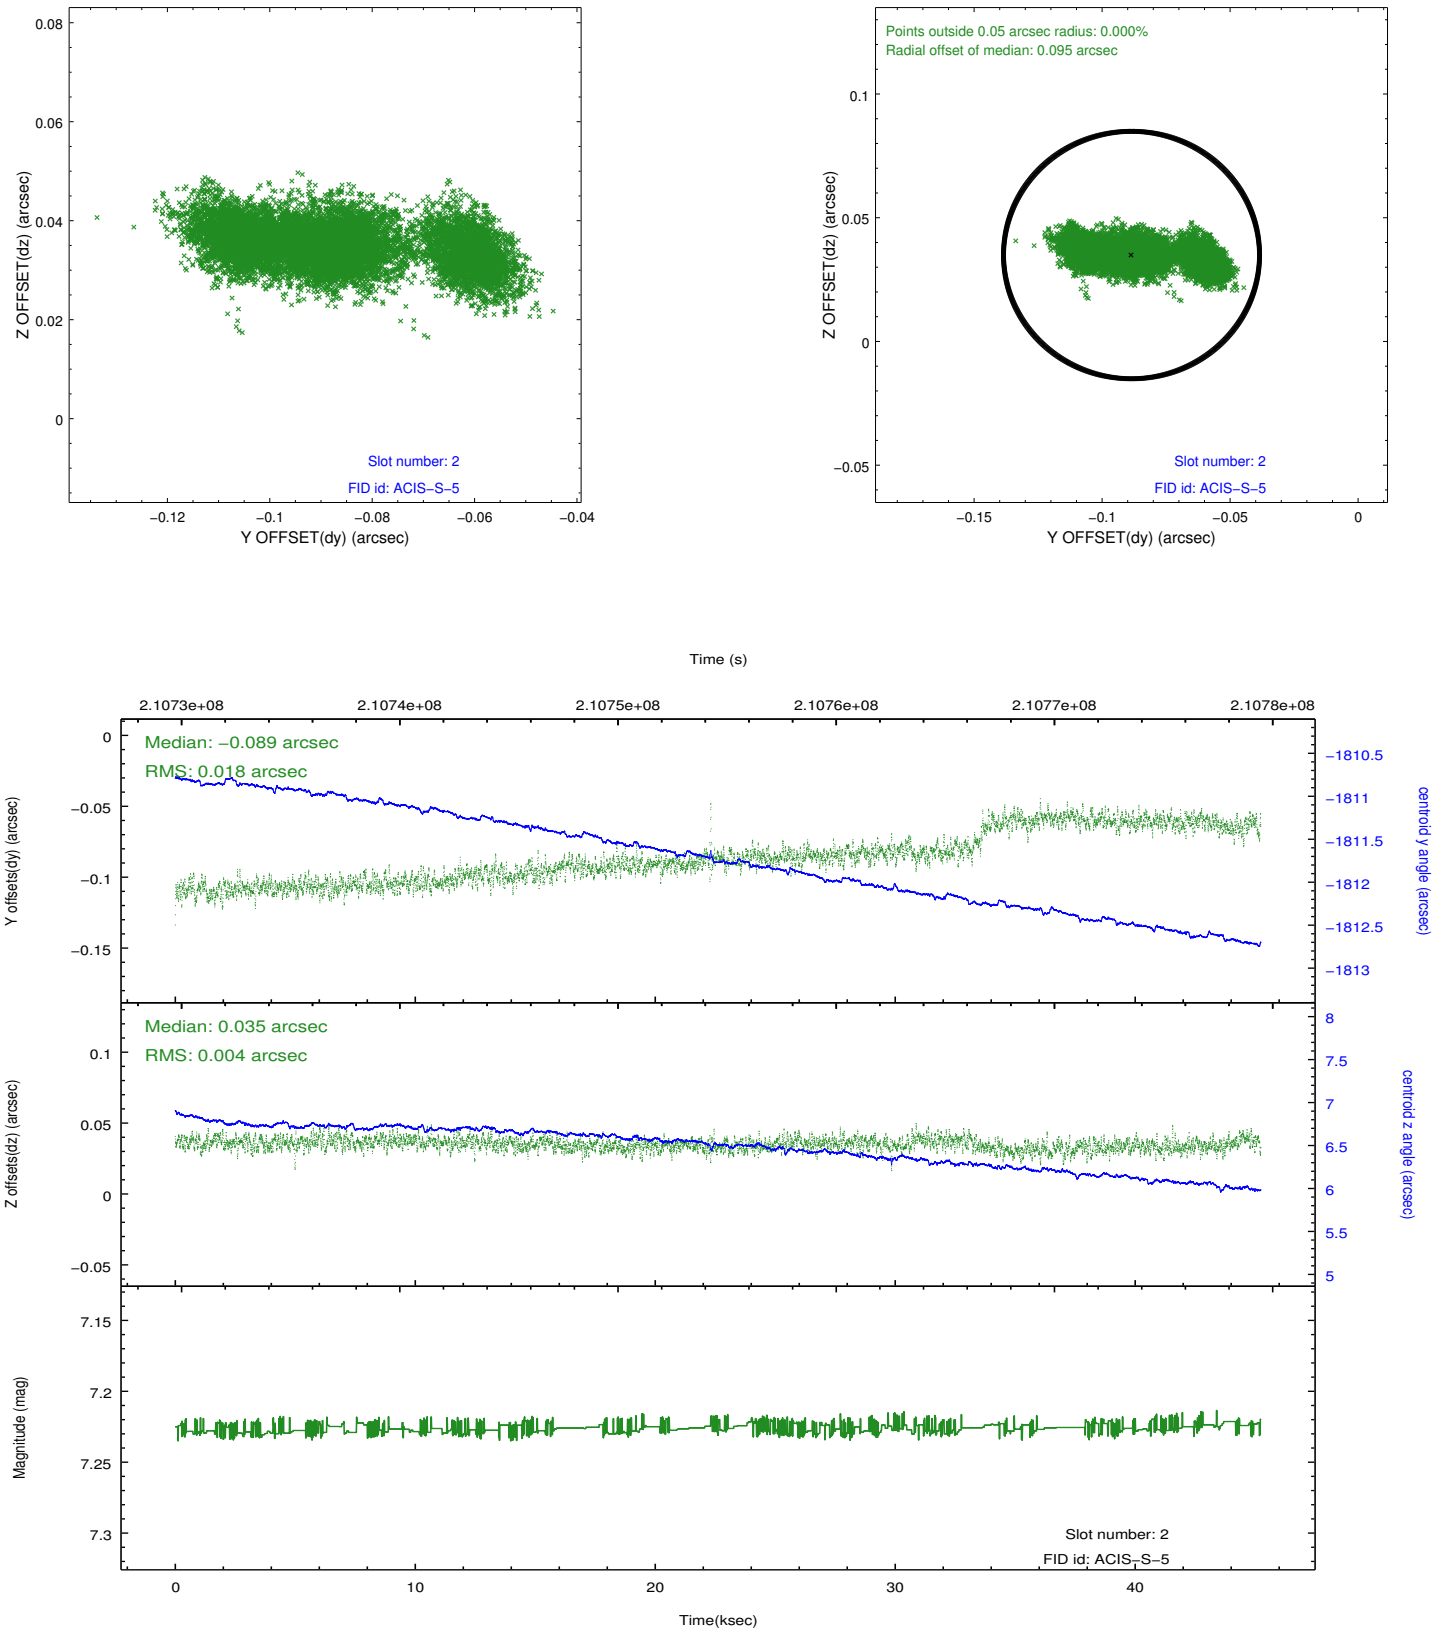 0.08
0.06
0.04
0.02
0
Z OFFSET(dz) (arcsec)
Slot number: 2
FID id: ACIS−S−5
−0.12 −0.1 −0.08 −0.06 −0.04
Y OFFSET(dy) (arcsec)
Points outside 0.05 arcsec radius: 0.000%
Radial offset of median: 0.095 arcsec
0.1
0.05
0
−0.05
Z OFFSET(dz) (arcsec)
Slot number: 2
FID id: ACIS−S−5
−0.15 −0.1 −0.05 0
Y OFFSET(dy) (arcsec)
Time (s)
2.1073e+08 2.1074e+08 2.1075e+08 2.1076e+08 2.1077e+08 2.1078e+08
Median: −0.089 arcsec
RMS: 0.018 arcsec
0
−0.05
−0.1
−0.15
Y offsets(dy) (arcsec)
−1810.5
−1811
−1811.5
−1812
−1812.5
−1813
centroid y angle (arcsec)
Median: 0.035 arcsec
RMS: 0.004 arcsec
0.1
0.05
0
−0.05
Z offsets(dz) (arcsec)
8
7.5
7
6.5
6
5.5
5
centroid z angle (arcsec)
7.15
7.2
7.25
7.3
Magnitude (mag)
Slot number: 2
FID id: ACIS−S−5
0 10 20 30 40
Time(ksec)